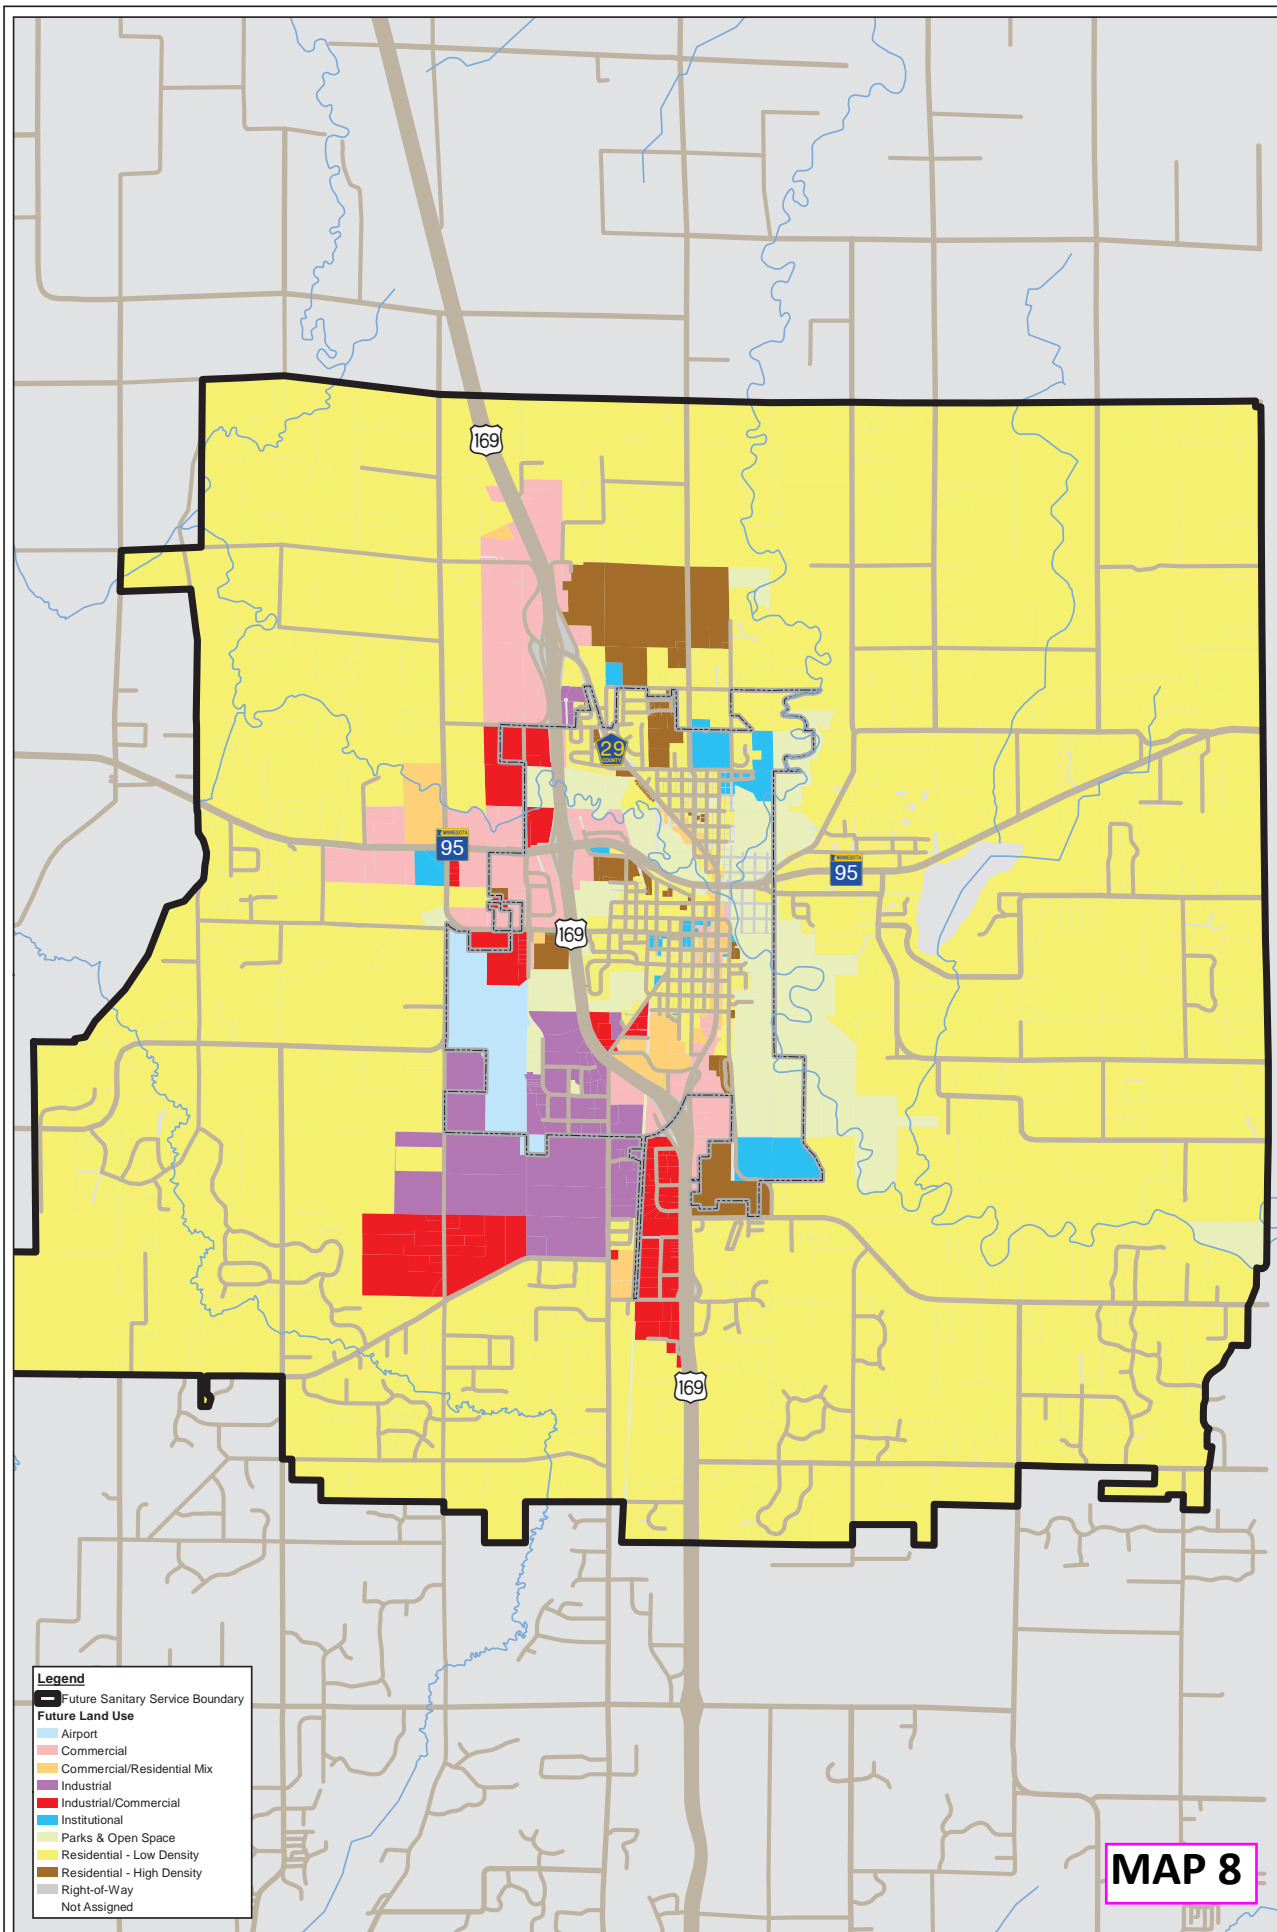 169
29
COUNTY
MINNESOTA
95
MINNESOTA
95
169
169
Legend
Future Sanitary Service Boundary
Future Land Use
Airport
Commercial
Commercial/Residential Mix
Industrial
Industrial/Commercial
Institutional
Parks & Open Space
Residential - Low Density
Residential - High Density
Right-of-Way
Not Assigned
MAP 8